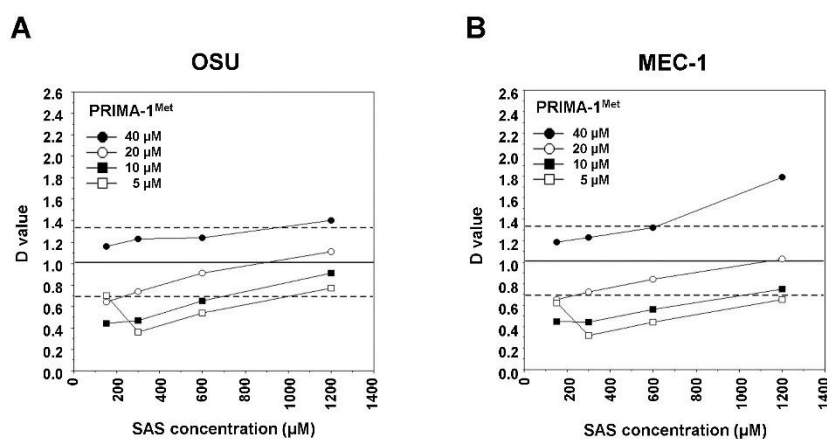 A
OSU
PRIMA-1Met
40 µM
20 µM
10 µM
5 µM
D value
2.6
2.4
2.2
2.0
1.8
1.6
1.4
1.2
1.0
0.8
0.6
0.4
0.2
0.0
0
200
400
600
800
1000
1200
1400
SAS concentration (µM)
B
MEC-1
PRIMA-1Met
40 µM
20 µM
10 µM
5 µM
D value
2.6
2.4
2.2
2.0
1.8
1.6
1.4
1.2
1.0
0.8
0.6
0.4
0.2
0.0
0
200
400
600
800
1000
1200
1400
SAS concentration (µM)